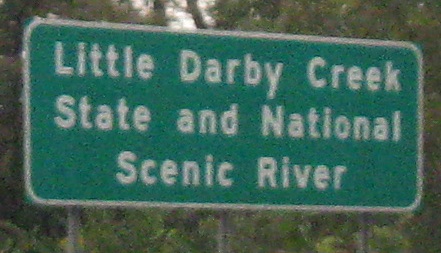 Little Darby Creek
State and National
Scenic River